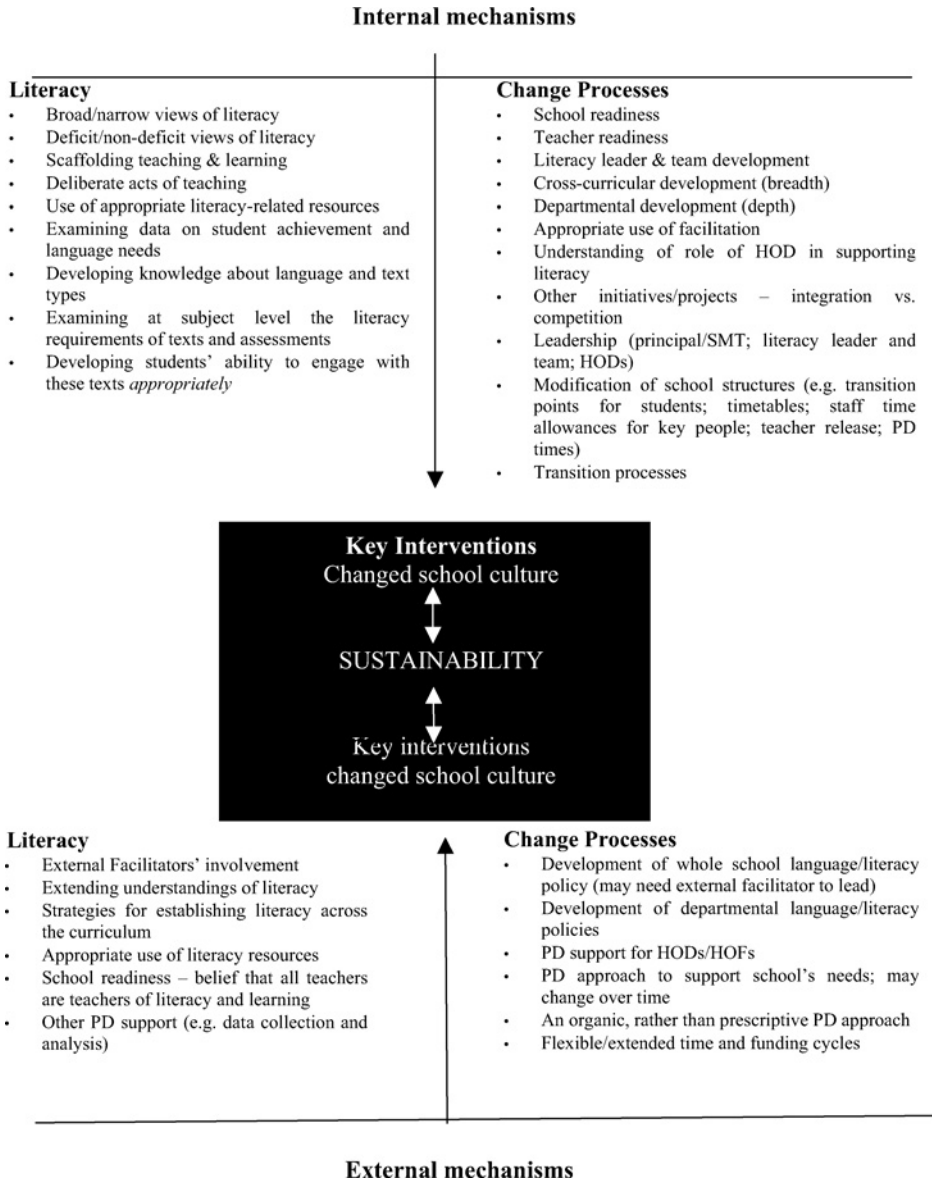 Internal mechanisms
Literacy
• Broad/narrow views of literacy
• Deficit/non-deficit views of literacy
• Scaffolding teaching & learning
• Deliberate acts of teaching
• Use of appropriate literacy-related resources
• Examining data on student achievement and
language needs
• Developing knowledge about language and text
types
• Examining at subject level the literacy
requirements of texts and assessments
• Developing students' ability to engage with
these texts appropriately
Change Processes
• School readiness
• Teacher readiness
• Literacy leader & team development
• Cross-curricular development (breadth)
• Departmental development (depth)
• Appropriate use of facilitation
• Understanding of role of HOD in supporting
literacy
• Other initiatives/projects – integration vs.
competition
• Leadership (principal/SMT; literacy leader and
team; HODs)
• Modification of school structures (e.g. transition
points for students; timetables; staff time
allowances for key people; teacher release; PD
times)
• Transition processes
Key Interventions
Changed school culture
SUSTAINABILITY
Key interventions
changed school culture
Literacy
• External Facilitators' involvement
• Extending understandings of literacy
• Strategies for establishing literacy across
the curriculum
• Appropriate use of literacy resources
• School readiness – belief that all teachers
are teachers of literacy and learning
• Other PD support (e.g. data collection and
analysis)
Change Processes
• Development of whole school language/literacy
policy (may need external facilitator to lead)
• Development of departmental language/literacy
policies
• PD support for HODs/HOFs
• PD approach to support school's needs; may
change over time
• An organic, rather than prescriptive PD approach
• Flexible/extended time and funding cycles
External mechanisms